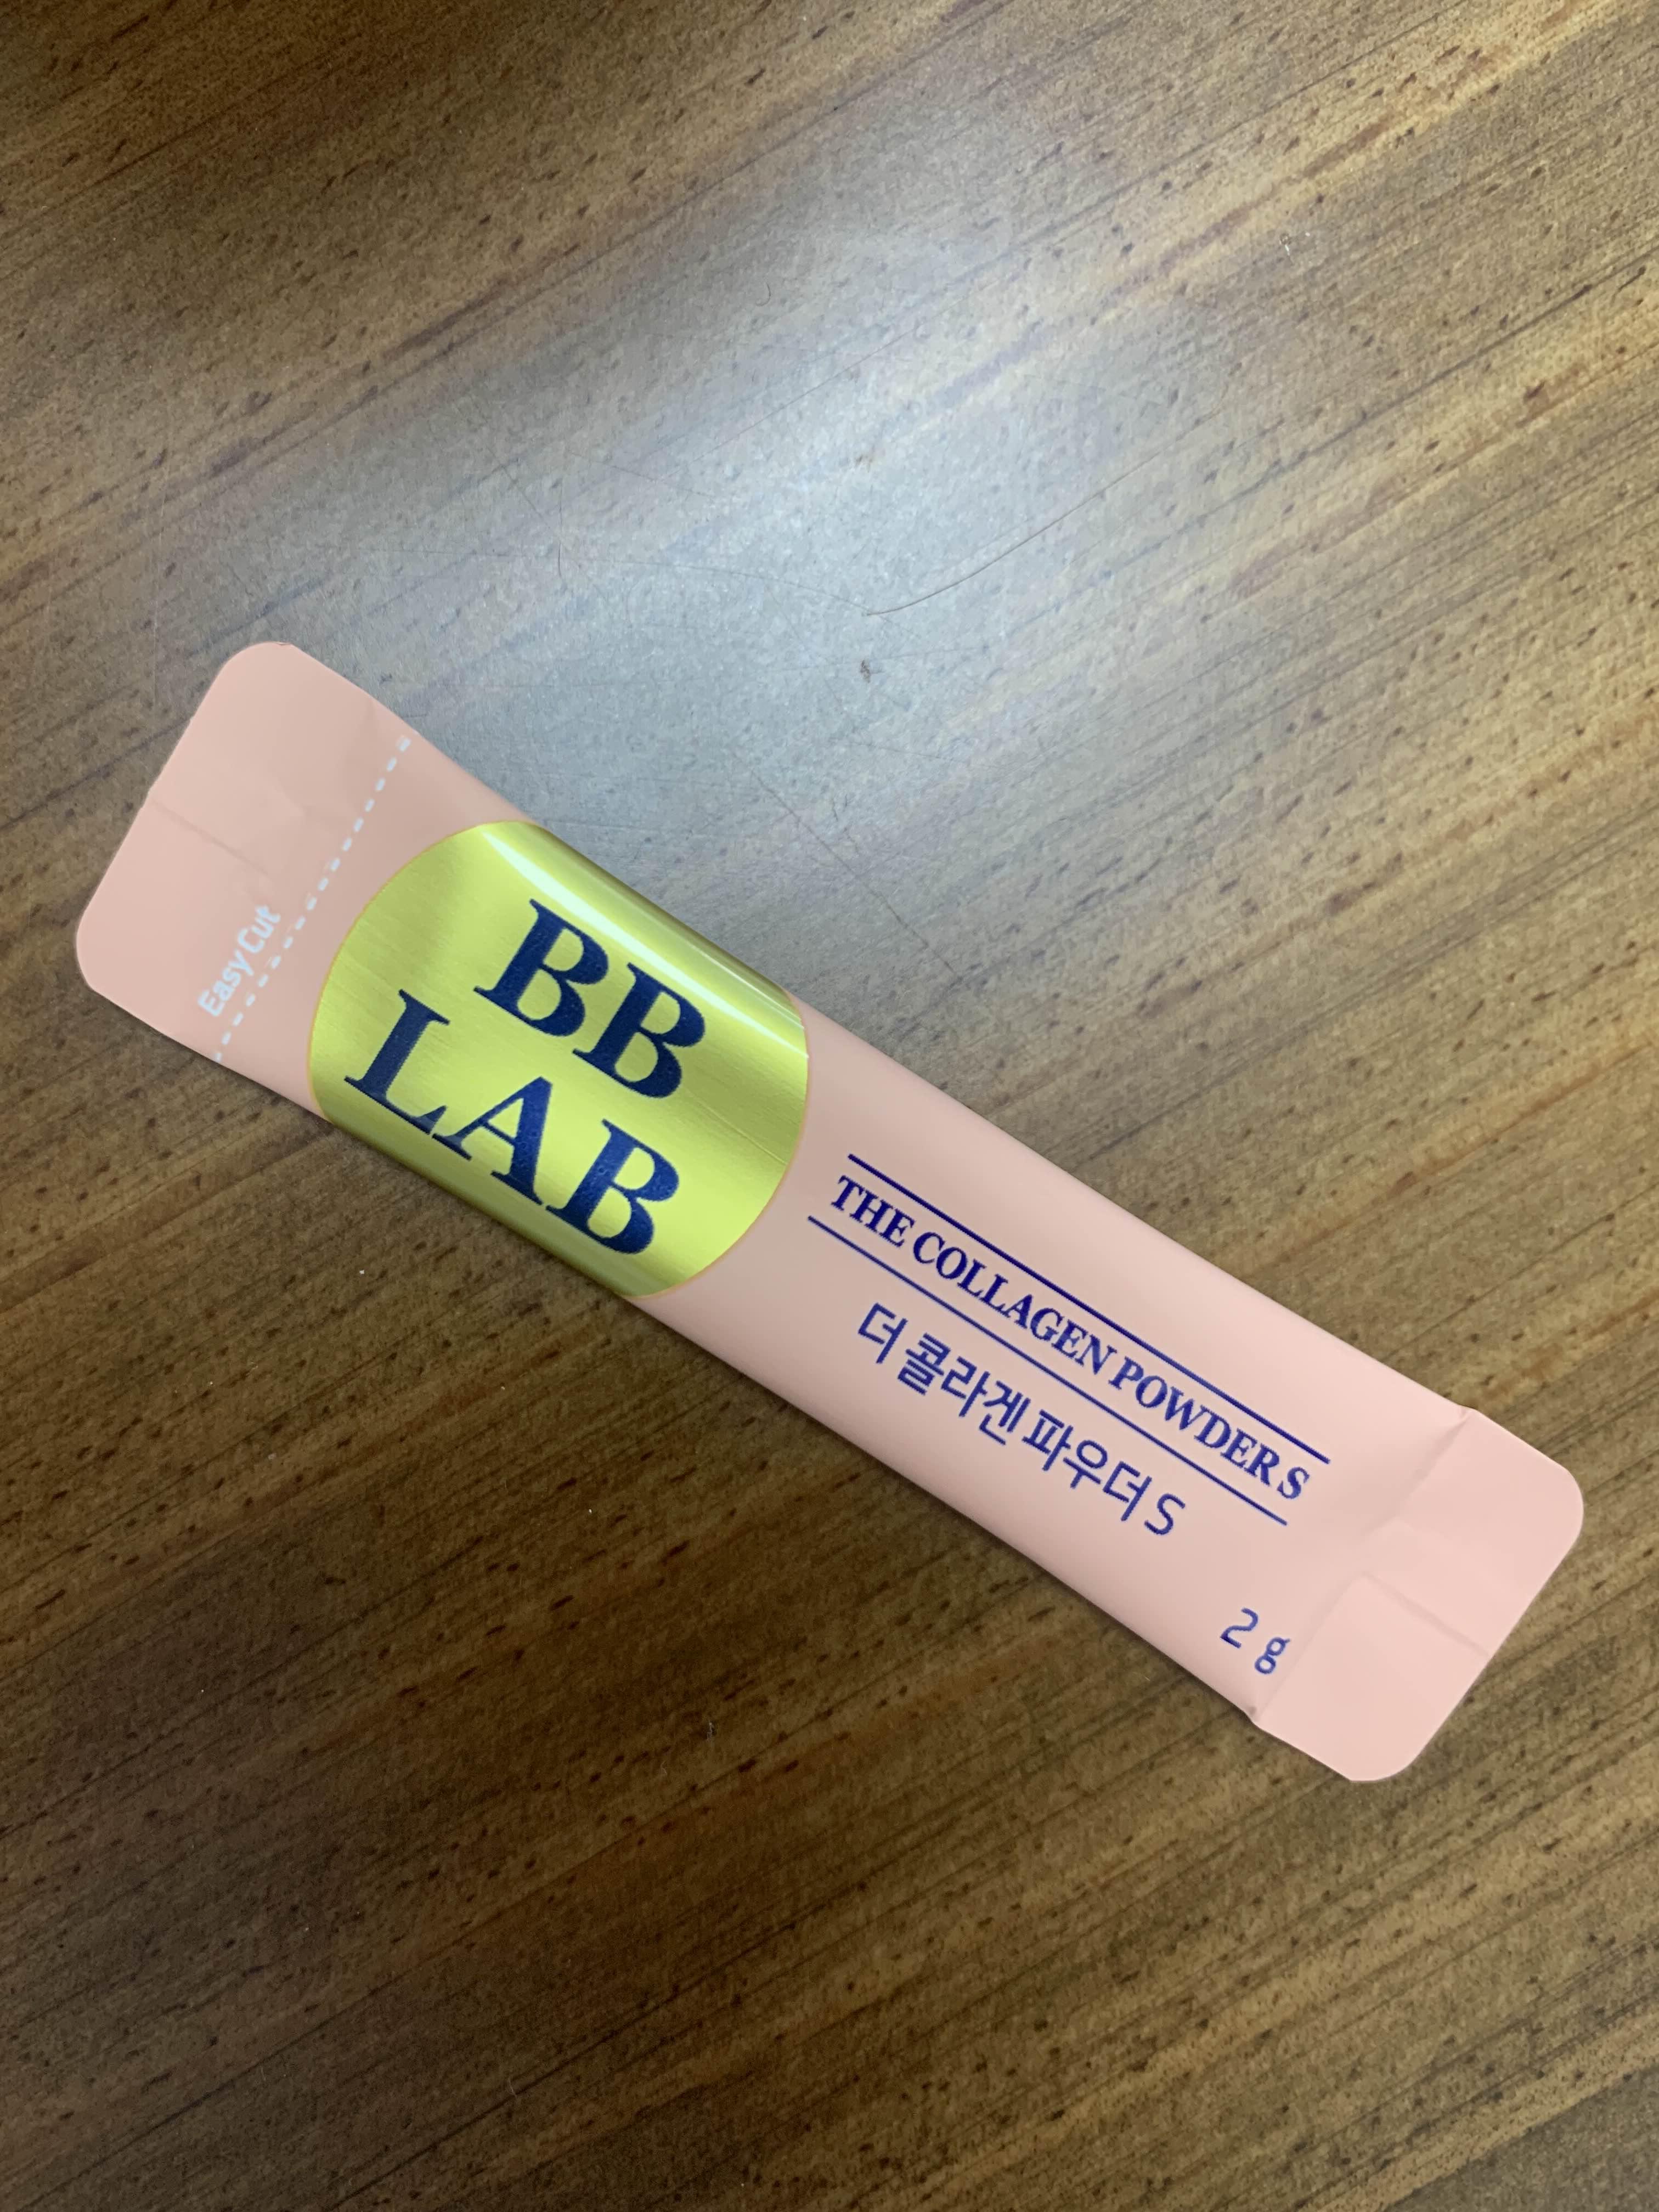 Easy Cut
BB
LAB
THE COLLAGEN POWDER S
더 콜라겐 파우더 S
2 g